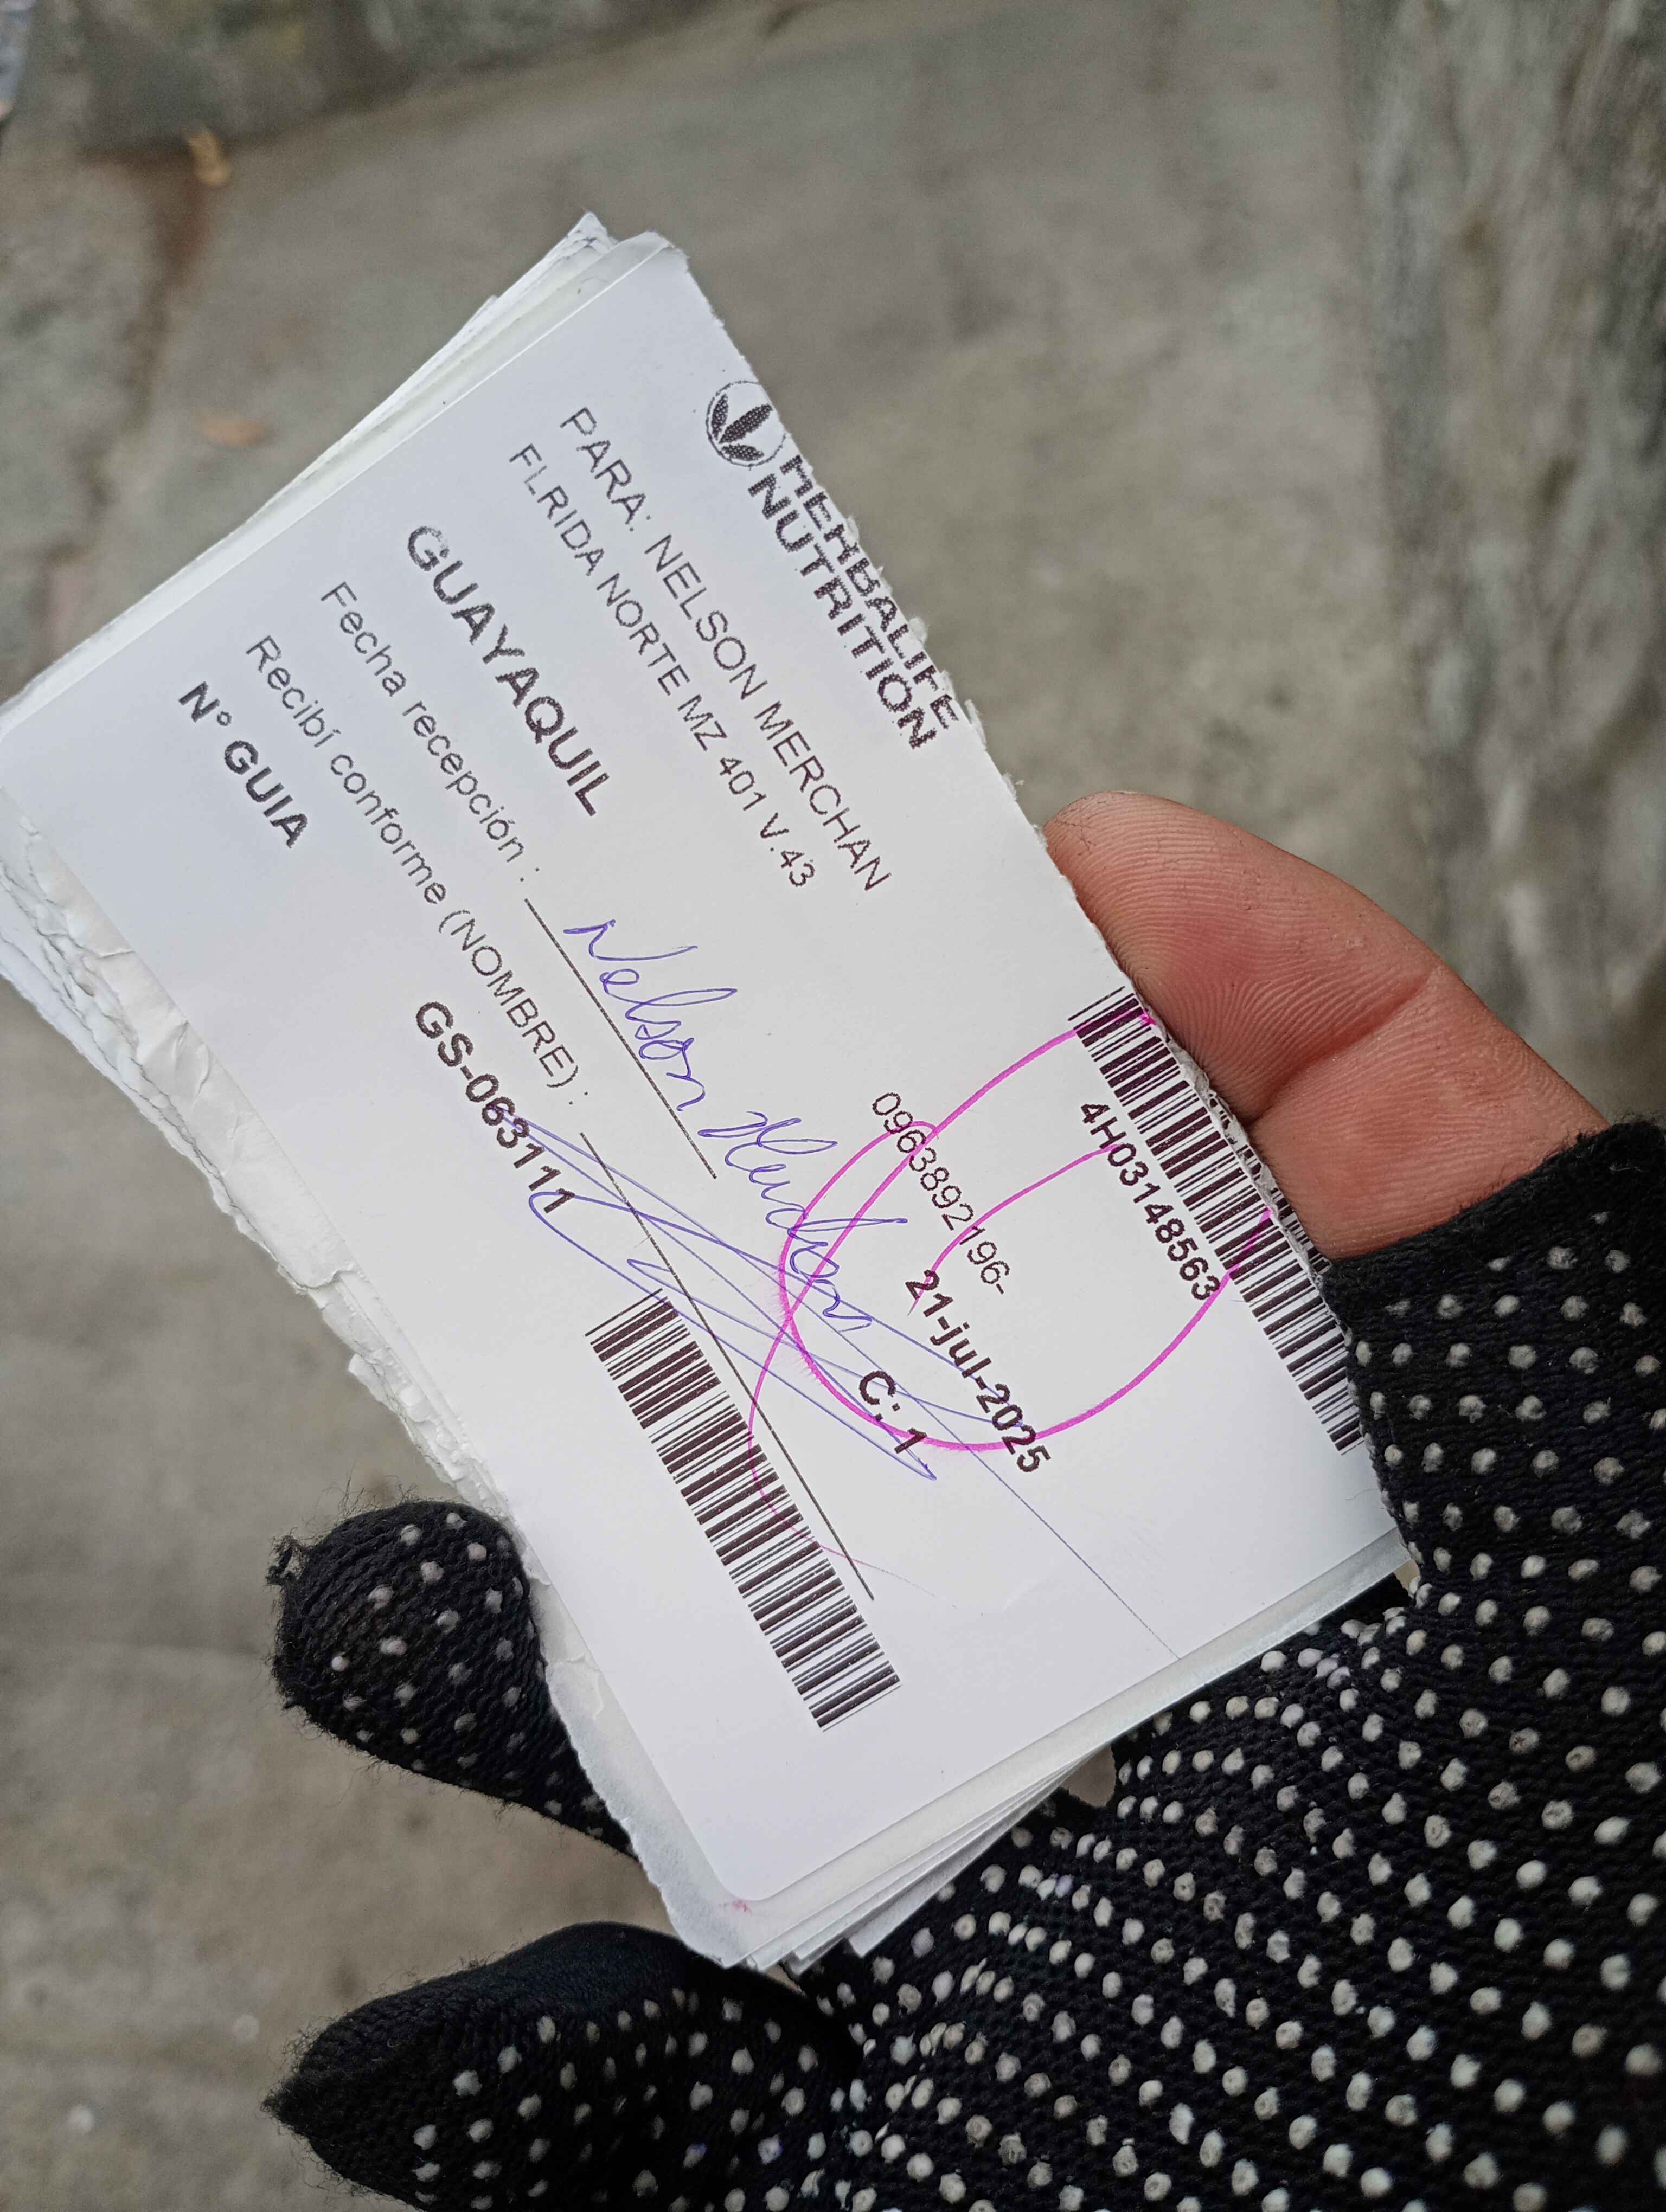 HERBALIFE
NUTRITION
4H03148563
PARA: NELSON MERCHAN
0963892196-
FLRIDA NORTE MZ 401 V.43
21-jul-2025
GUAYAQUIL
C: 1
Fecha recepción :
Nelson
Recibí conforme (NOMBRE) :
N° GUIA
GS-063111